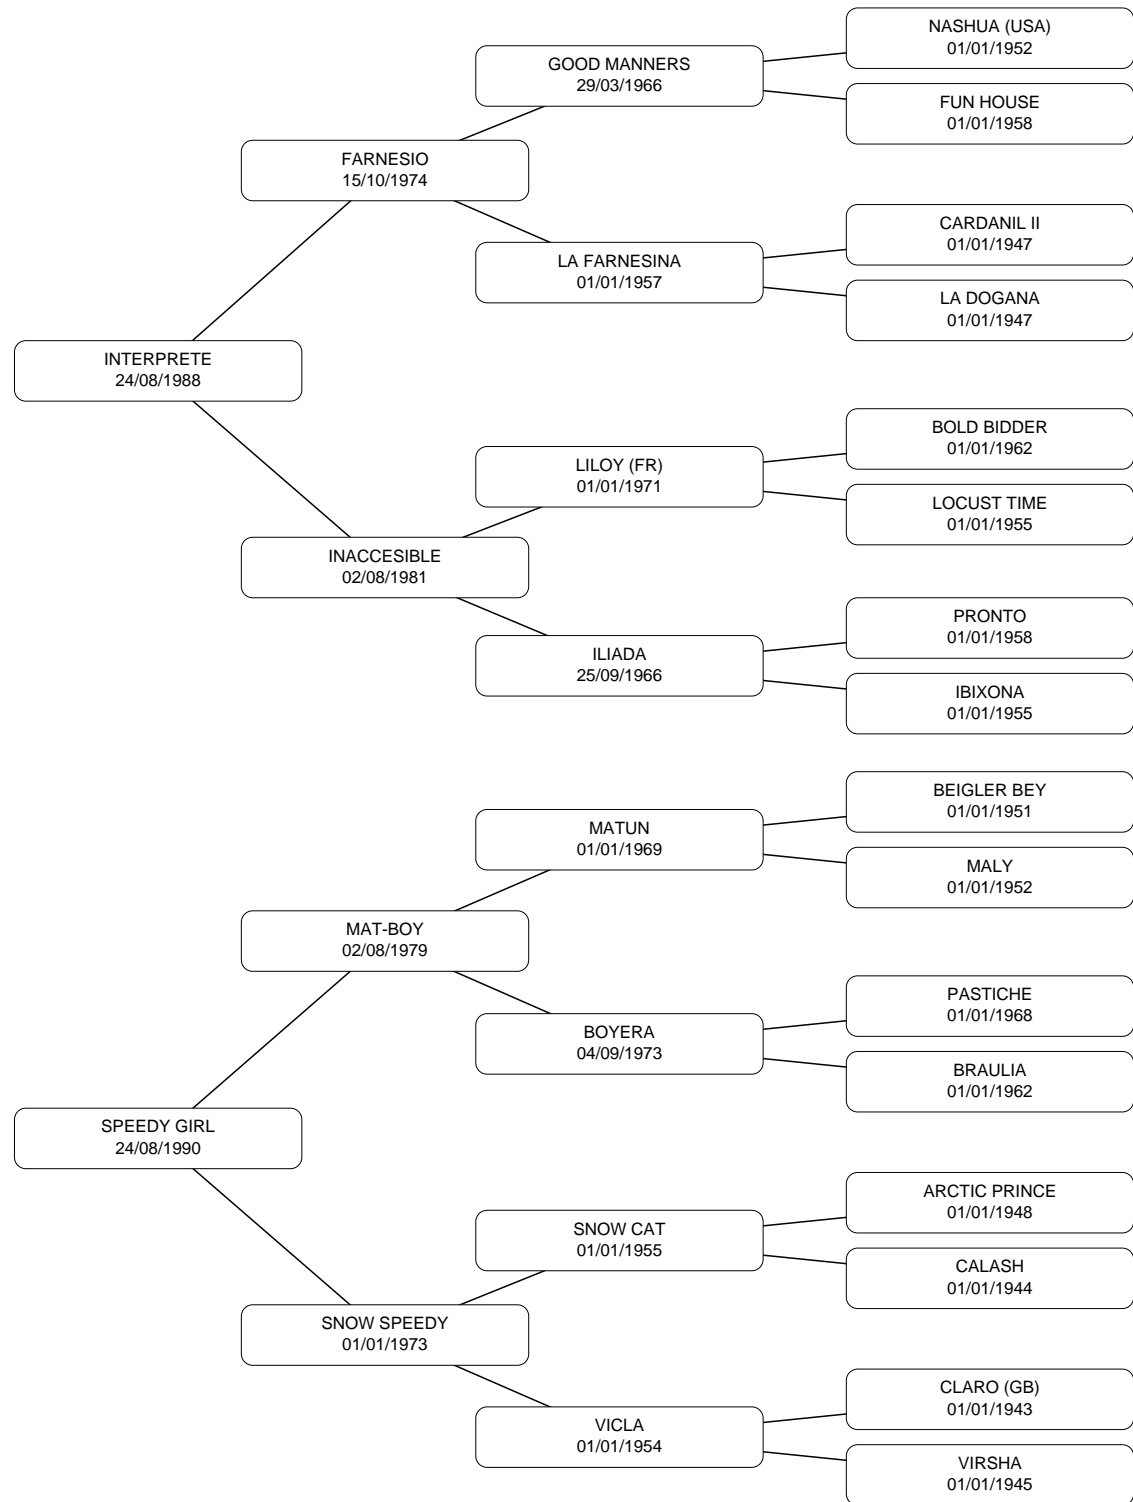 NASHUA (USA)
01/01/1952
GOOD MANNERS
29/03/1966
FUN HOUSE
01/01/1958
FARNESIO
15/10/1974
CARDANIL II
01/01/1947
LA FARNESINA
01/01/1957
LA DOGANA
01/01/1947
INTERPRETE
24/08/1988
BOLD BIDDER
01/01/1962
LILOY (FR)
01/01/1971
LOCUST TIME
01/01/1955
INACCESIBLE
02/08/1981
PRONTO
01/01/1958
ILIADA
25/09/1966
IBIXONA
01/01/1955
BEIGLER BEY
01/01/1951
MATUN
01/01/1969
MALY
01/01/1952
MAT-BOY
02/08/1979
PASTICHE
01/01/1968
BOYERA
04/09/1973
BRAULIA
01/01/1962
SPEEDY GIRL
24/08/1990
ARCTIC PRINCE
01/01/1948
SNOW CAT
01/01/1955
CALASH
01/01/1944
SNOW SPEEDY
01/01/1973
CLARO (GB)
01/01/1943
VICLA
01/01/1954
VIRSHA
01/01/1945